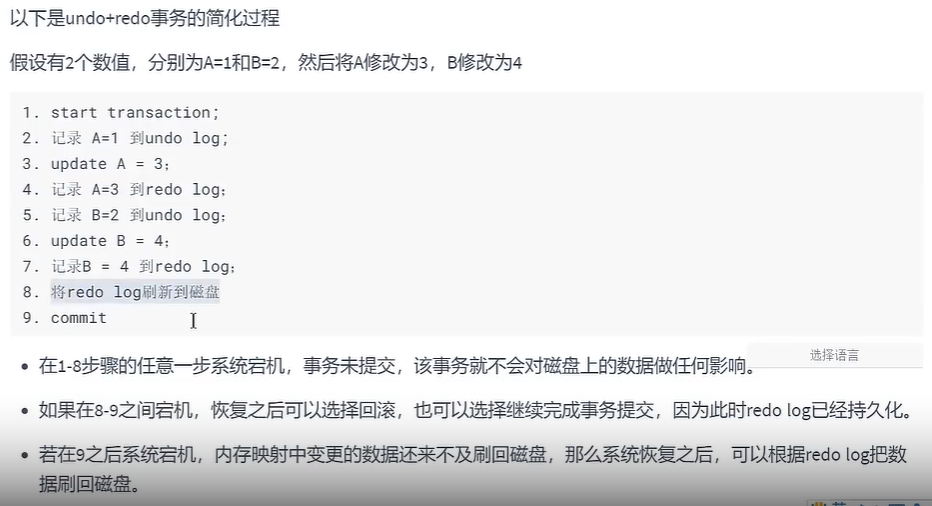 以下是undo+redo事务的简化过程
假设有2个数值，分别为A=1和B=2，然后将A修改为3，B修改为4
1. start transaction;
2. 记录 A=1 到undo log;
3. update A = 3;
4. 记录 A=3 到redo log;
5. 记录 B=2 到undo log;
6. update B = 4;
7. 记录B = 4 到redo log;
8. 将redo log刷新到磁盘
9. commit
选择语言
• 在1-8步骤的任意一步系统宕机，事务未提交，该事务就不会对磁盘上的数据做任何影响。
• 如果在8-9之间宕机，恢复之后可以选择回滚，也可以选择继续完成事务提交，因为此时redo log已经持久化。
• 若在9之后系统宕机，内存映射中变更的数据还来不及刷回磁盘，那么系统恢复之后，可以根据redo log把数
据刷回磁盘。